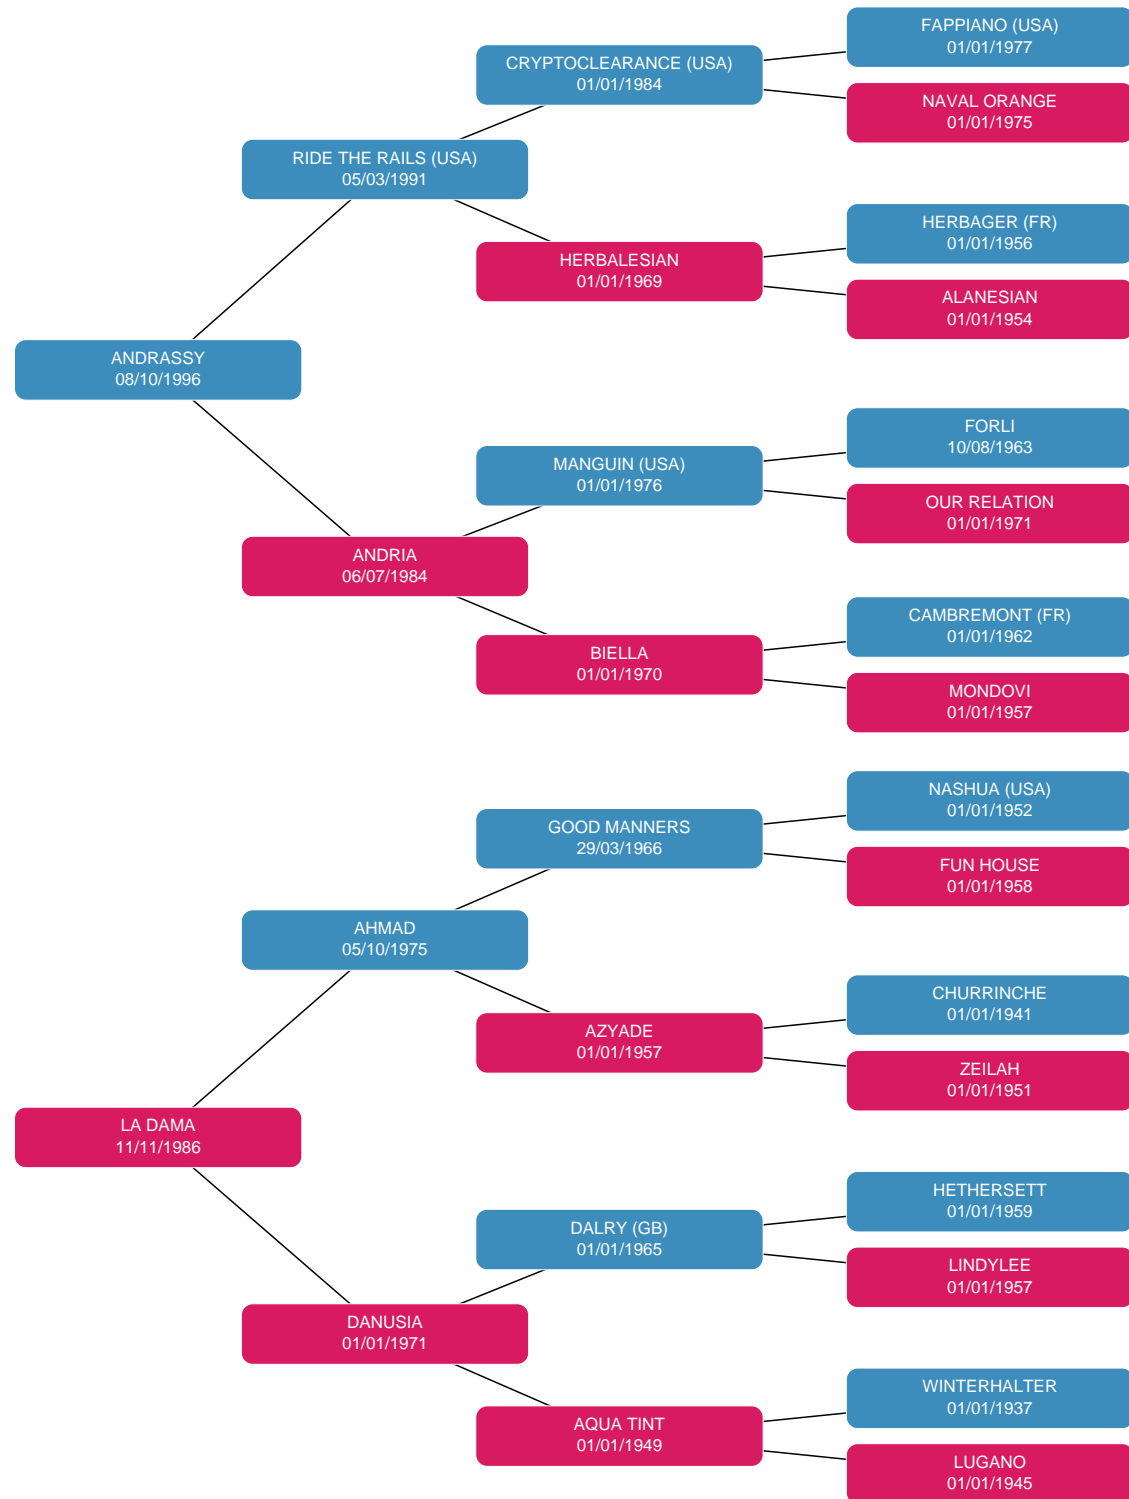 FAPPIANO (USA)
01/01/1977
CRYPTOCLEARANCE (USA)
01/01/1984
NAVAL ORANGE
01/01/1975
RIDE THE RAILS (USA)
05/03/1991
HERBAGER (FR)
01/01/1956
HERBALESIAN
01/01/1969
ALANESIAN
01/01/1954
ANDRASSY
08/10/1996
FORLI
10/08/1963
MANGUIN (USA)
01/01/1976
OUR RELATION
01/01/1971
ANDRIA
06/07/1984
CAMBREMONT (FR)
01/01/1962
BIELLA
01/01/1970
MONDOVI
01/01/1957
NASHUA (USA)
01/01/1952
GOOD MANNERS
29/03/1966
FUN HOUSE
01/01/1958
AHMAD
05/10/1975
CHURRINCHE
01/01/1941
AZYADE
01/01/1957
ZEILAH
01/01/1951
LA DAMA
11/11/1986
HETHERSETT
01/01/1959
DALRY (GB)
01/01/1965
LINDYLEE
01/01/1957
DANUSIA
01/01/1971
WINTERHALTER
01/01/1937
AQUA TINT
01/01/1949
LUGANO
01/01/1945